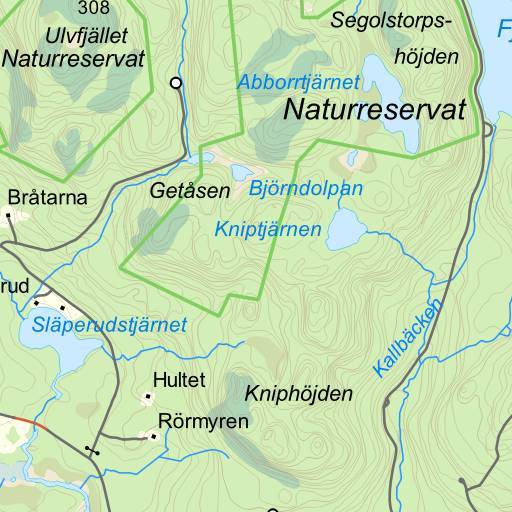 308
Segolstorps-
Ulvfjället
höjden
Naturreservat
Abborrtjärnet
Naturreservat
Bråtarna
Getåsen
Björndolpan
Kniptjärnen
rud
Släperudstjärnet
Kallbäcken
Hultet
Kniphöjden
Rörmyren